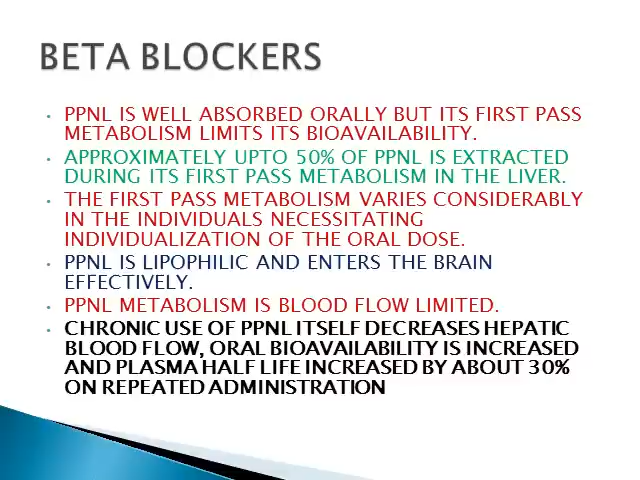 BETA BLOCKERS
• PPNL IS WELL ABSORBED ORALLY BUT ITS FIRST PASS
METABOLISM LIMITS ITS BIOAVAILABILITY.
• APPROXIMATELY UPTO 50% OF PPNL IS EXTRACTED
DURING ITS FIRST PASS METABOLISM IN THE LIVER.
• THE FIRST PASS METABOLISM VARIES CONSIDERABLY
IN THE INDIVIDUALS NECESSITATING
INDIVIDUALIZATION OF THE ORAL DOSE.
• PPNL IS LIPOPHILIC AND ENTERS THE BRAIN
EFFECTIVELY.
• PPNL METABOLISM IS BLOOD FLOW LIMITED.
• CHRONIC USE OF PPNL ITSELF DECREASES HEPATIC
BLOOD FLOW, ORAL BIOAVAILABILITY IS INCREASED
AND PLASMA HALF LIFE INCREASED BY ABOUT 30%
ON REPEATED ADMINISTRATION